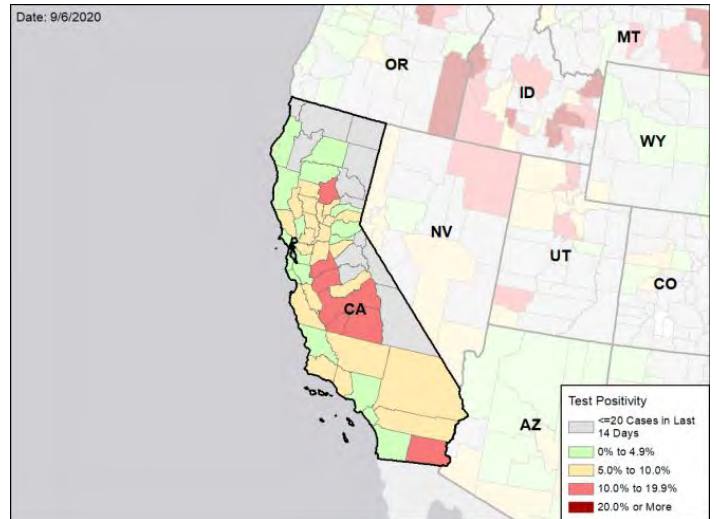 Date: 9/6/2020
MT
OR
ID
WY
NV
UT
CO
CA
AZ
Test Positivity
<=20 Cases in Last
14 Days
0% to 4.9%
5.0% to 10.0%
10.0% to 19.9%
20.0% or More